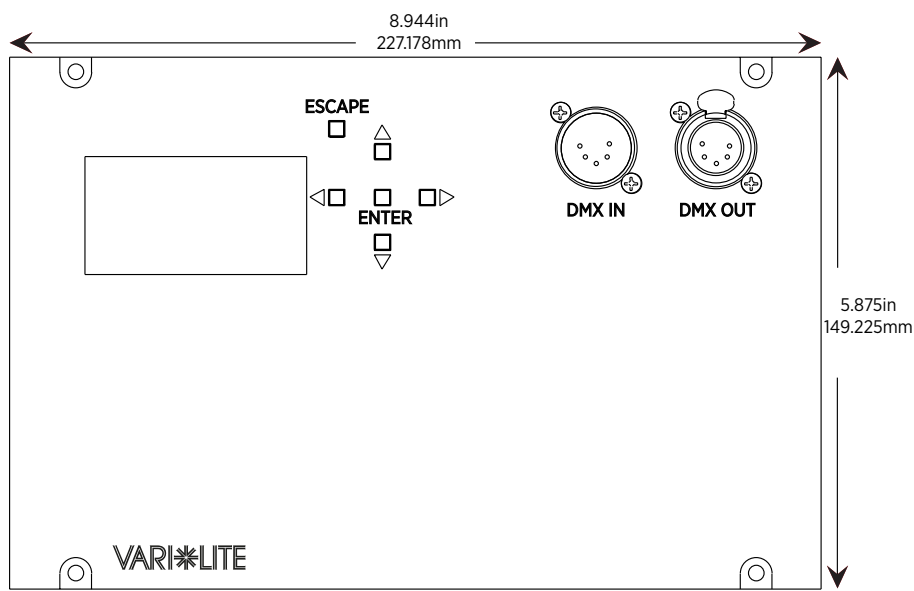 8.944in
227.178mm
ESCAPE
ENTER
DMX IN
DMX OUT
5.875in
149.225mm
VARI✷LITE